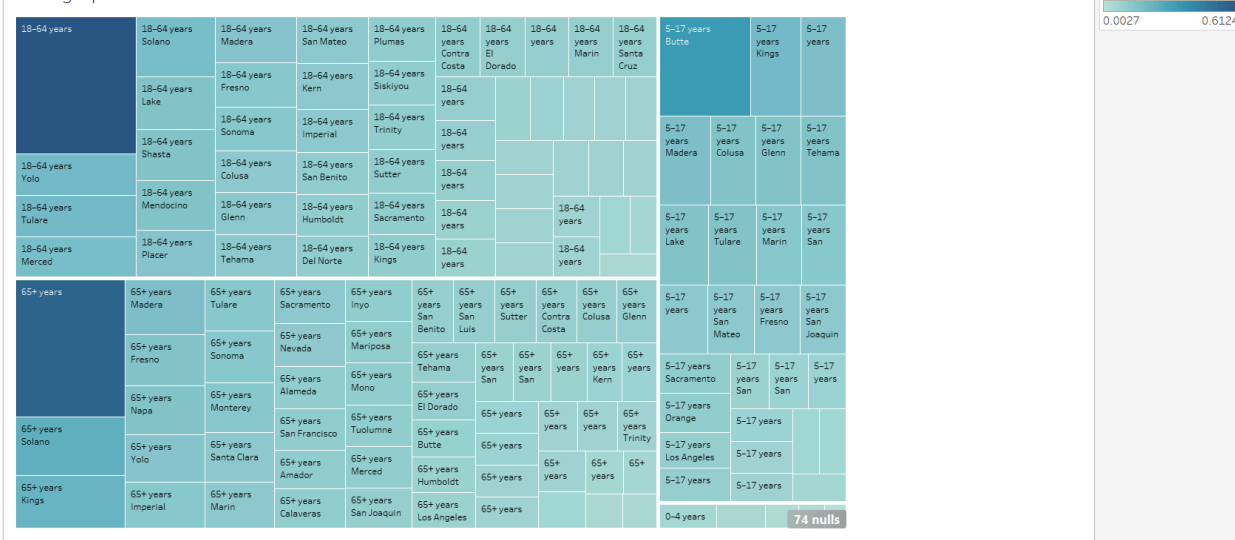 18–64 years
18–64 years
Yolo
18–64 years
Tulare
18–64 years
Merced
18–64 years
Solano
18–64 years
Lake
18–64 years
Shasta
18–64 years
Mendocino
18–64 years
Placer
18–64 years
Madera
18–64 years
Fresno
18–64 years
Sonoma
18–64 years
Colusa
18–64 years
Glenn
18–64 years
Tehama
18–64 years
San Mateo
18–64 years
Kern
18–64 years
Imperial
18–64 years
San Benito
18–64 years
Humboldt
18–64 years
Del Norte
18–64 years
Plumas
18–64 years
Siskiyou
18–64 years
Trinity
18–64 years
Sutter
18–64 years
Sacramento
18–64 years
Kings
18–64
years
Contra
Costa
18–64
years
El
Dorado
18–64
years
18–64
years
Marin
18–64
years
Santa
Cruz
18–64
years
18–64
years
18–64
years
18–64
years
18–64
years
18–64
years
18–64
years
65+ years
65+ years
Solano
65+ years
Kings
65+ years
Madera
65+ years
Fresno
65+ years
Napa
65+ years
Yolo
65+ years
Imperial
65+ years
Tulare
65+ years
Sonoma
65+ years
Monterey
65+ years
Santa Clara
65+ years
Marin
65+ years
Sacramento
65+ years
Nevada
65+ years
Alameda
65+ years
San Francisco
65+ years
Amador
65+ years
Calaveras
65+ years
Inyo
65+ years
Mariposa
65+ years
Mono
65+ years
Tuolumne
65+ years
Merced
65+ years
San Joaquin
65+
years
San
Benito
65+
years
San
Luis
65+
years
Sutter
65+
years
Contra
Costa
65+
years
Colusa
65+
years
Glenn
65+ years
Tehama
65+ years
El Dorado
65+ years
Butte
65+ years
Humboldt
65+ years
Los Angeles
65+
years
San
65+
years
San
65+
years
65+
years
Kern
65+
years
65+ years
65+ years
65+ years
65+ years
65+
years
65+
years
65+
years
Trinity
65+
years
65+
years
65+
5–17 years
Butte
5–17
years
Kings
5–17
years
5–17
years
Madera
5–17
years
Colusa
5–17
years
Glenn
5–17
years
Tehama
5–17
years
Lake
5–17
years
Tulare
5–17
years
Marin
5–17
years
San
5–17
years
5–17
years
San
Mateo
5–17
years
Fresno
5–17
years
San
Joaquin
5–17 years
Sacramento
5–17 years
Orange
5–17 years
Los Angeles
5–17 years
5–17
years
San
5–17
years
San
5–17
years
5–17 years
5–17 years
5–17 years
0–4 years
74 nulls
0.0027
0.6124